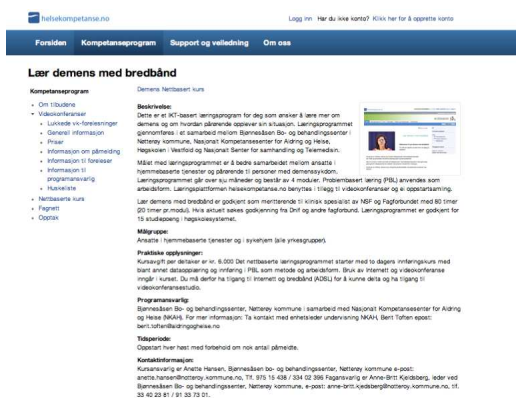 helsekompetanse.no
Logg inn Har du ikke konto? Klikk her for å opprette konto
Forsiden Kompetanseprogram Support og veiledning Om oss
Lær demens med bredbånd
Kompetanseprogram
Om tilbudene
Videokonferanser
Lukkede vk-forelesninger
Generell informasjon
Priser
Informasjon om påmelding
Informasjon til foreleser
Informasjon til
programansvarlig
Huskeliste
Nettbaserte kurs
Fagnett
Opptak
Demens Nettbasert kurs
Beskrivelse:
Dette er et IKT-basert læringsprogram for deg som ønsker å lære mer om
demens og om hvordan pårørende opplever sin situasjon. Læringsprogrammet
gjennomføres i et samarbeid mellom Bjønnesåsen Bo- og behandlingssenter i
Nøtterøy kommune, Nasjonalt Kompetansesenter for Aldring og Helse,
Høgskolen i Vestfold og Nasjonalt Senter for samhandling og Telemedisin.
Målet med læringsprogrammet er å bedre samarbeidet mellom ansatte i
hjemmebaserte tjenester og pårørende til personer med demenssykdom.
Læringsprogrammet går over sju måneder og består av 4 moduler. Problembasert læring (PBL) anvendes som
arbeidsform. Læringsplattformen helsekompetanse.no benyttes i tillegg til videokonferanser og ei oppstartsamling.
Lær demens med bredbånd er godkjent som meritterende til klinisk spesialist av NSF og Fagforbundet med 80 timer
(20 timer pr.modul). Hvis aktuelt søkes godkjenning fra Dnlf og andre fagforbund. Læringsprogrammet er godkjent for
15 studiepoeng i høgskolesystemet.
Målgruppe:
Ansatte i hjemmebaserte tjenester og i sykehjem (alle yrkesgrupper).
Praktiske opplysninger:
Kursavgift per deltaker er kr. 6.000 Det nettbaserte læringsprogrammet starter med to dagers innføringskurs med
blant annet dataopplæring og innføring i PBL som metode og arbeidsform. Bruk av internett og videokonferanse
inngår i kurset. Du må derfor ha tilgang til Internett og bredbånd (ADSL) for å kunne delta og ha tilgang til
videokonferansestudio.
Programansvarlig:
Bjønnesåsen Bo- og behandlingssenter, Nøtterøy kommune i samarbeid med Nasjonalt Kompetansesenter for Aldring
og Helse (NKAH). For mer informasjon: Ta kontakt med enhetsleder undervisning NKAH, Berit Toften epost:
berit.toften@aldringoghelse.no
Tidsperiode:
Oppstart hver høst med forbehold om nok antall påmeldte.
Kontaktinformasjon:
Kursansvarlig er Anette Hansen, Bjønnesåsen bo- og behandlingssenter, Nøtterøy kommune e-post:
anette.hansen@notteroy.kommune.no, Tlf. 975 15 438 / 334 02 396 Fagansvarlig er Anne-Britt Kjeldsberg, leder ved
Bjønnesåsen Bo- og behandlingssenter, Nøtterøy kommune, e-post: anne-britt.kjedsberg@notteroy.kommune.no, tlf.
33 40 23 81 / 91 33 73 01.